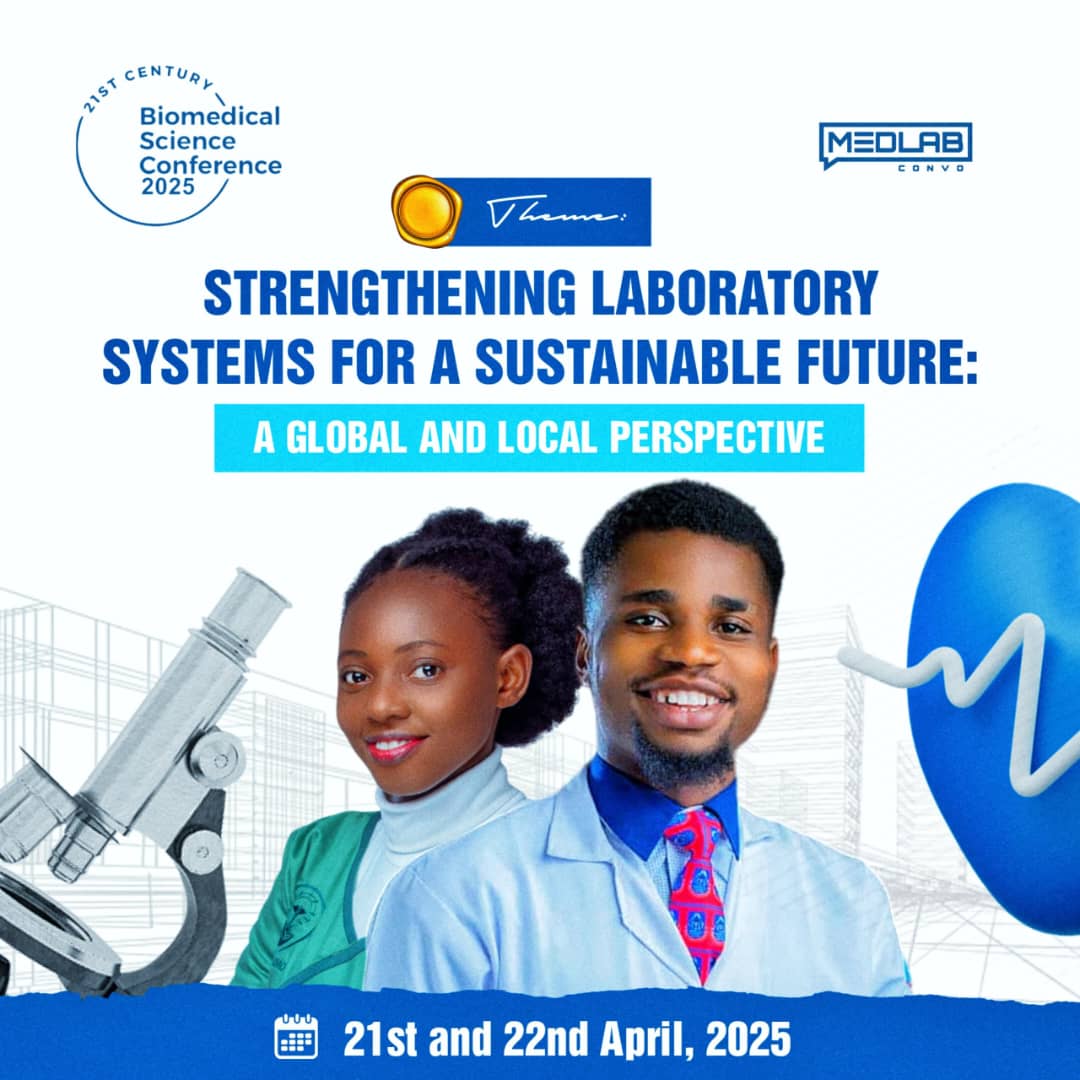 21ST CENTURY
Biomedical
Science
Conference
2025
MEDLAB
CONVO
Theme:
STRENGTHENING LABORATORY
SYSTEMS FOR A SUSTAINABLE FUTURE:
A GLOBAL AND LOCAL PERSPECTIVE
21st and 22nd April, 2025